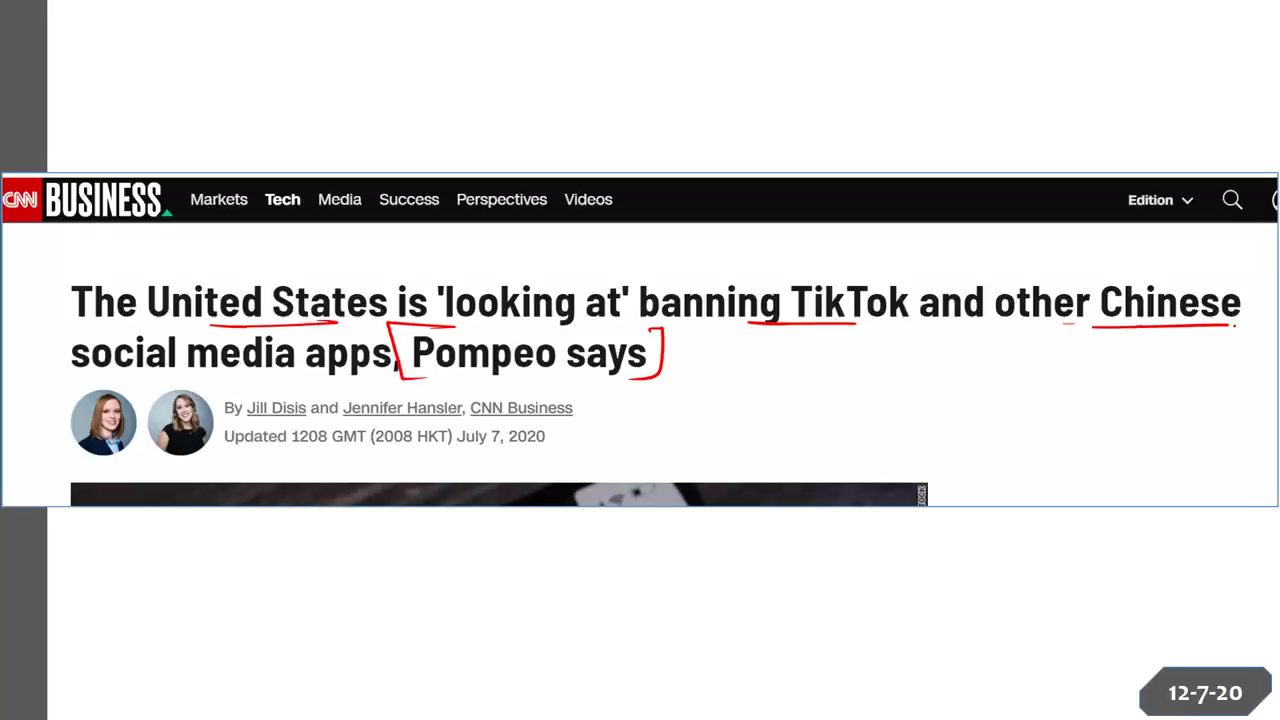 CNN BUSINESS Markets Tech Media Success Perspectives Videos Edition
The United States is 'looking at' banning TikTok and other Chinese
social media apps, Pompeo says
By Jill Disis and Jennifer Hansler, CNN Business
Updated 1208 GMT (2008 HKT) July 7, 2020
12-7-20